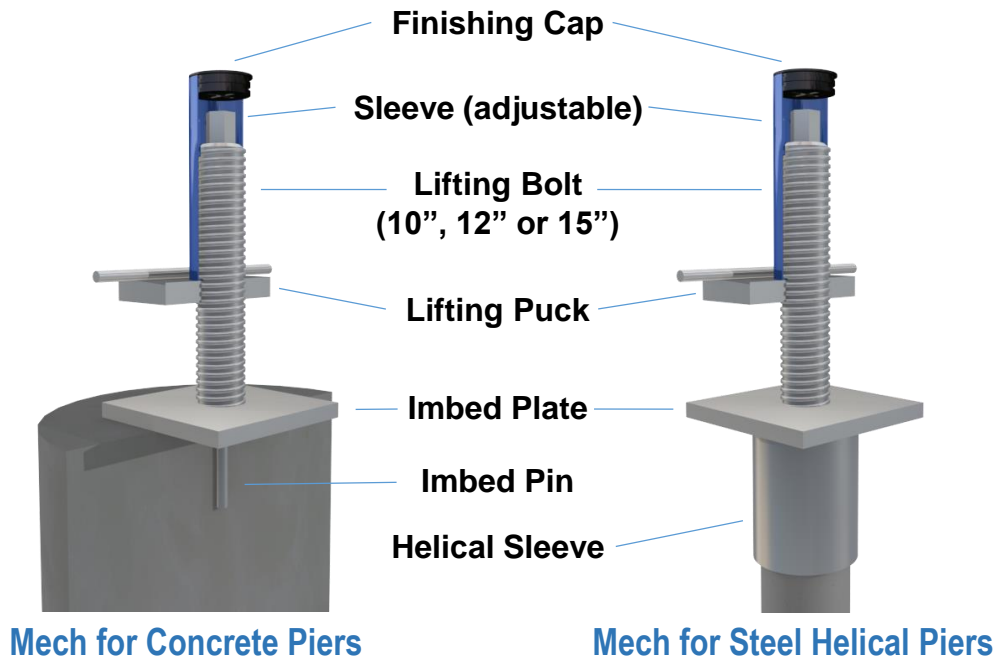 Finishing Cap
Sleeve (adjustable)
Lifting Bolt
(10”, 12” or 15”)
Lifting Puck
Imbed Plate
Imbed Pin
Helical Sleeve
Mech for Concrete Piers
Mech for Steel Helical Piers